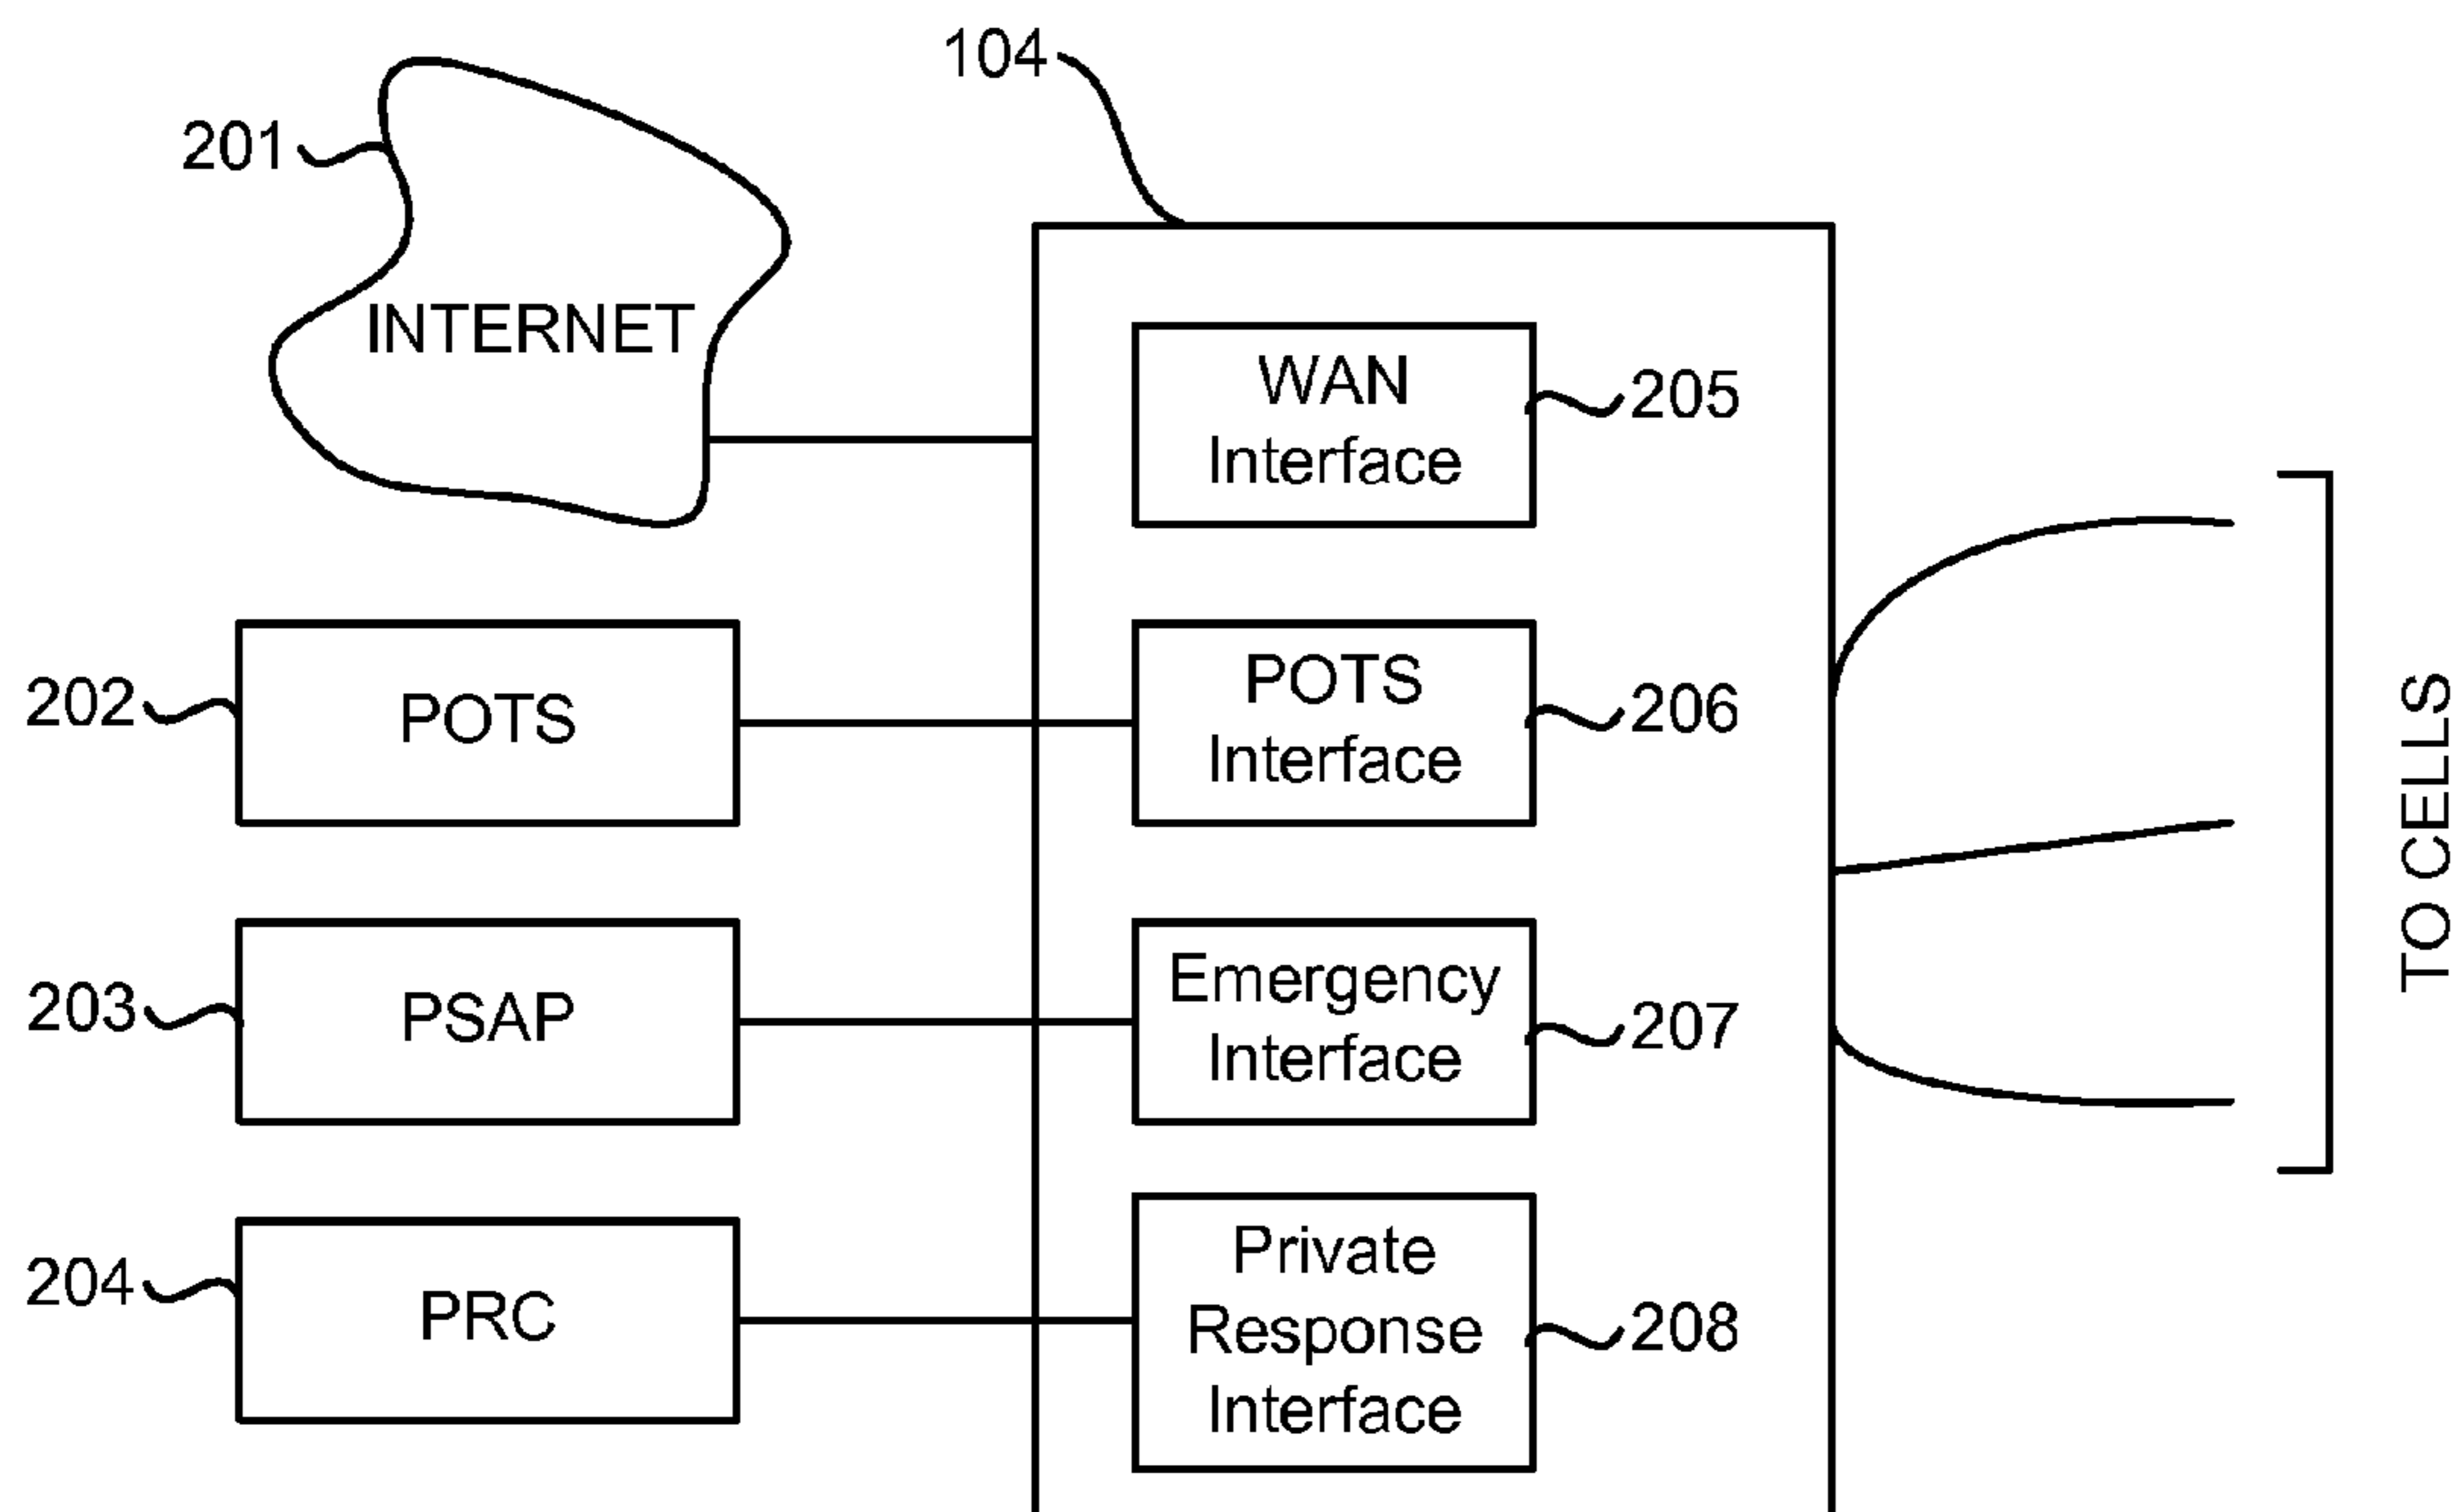 104
201
INTERNET
WAN
Interface
205
202
POTS
POTS
Interface
206
203
PSAP
Emergency
Interface
207
204
PRC
Private
Response
Interface
208
TO CELLS